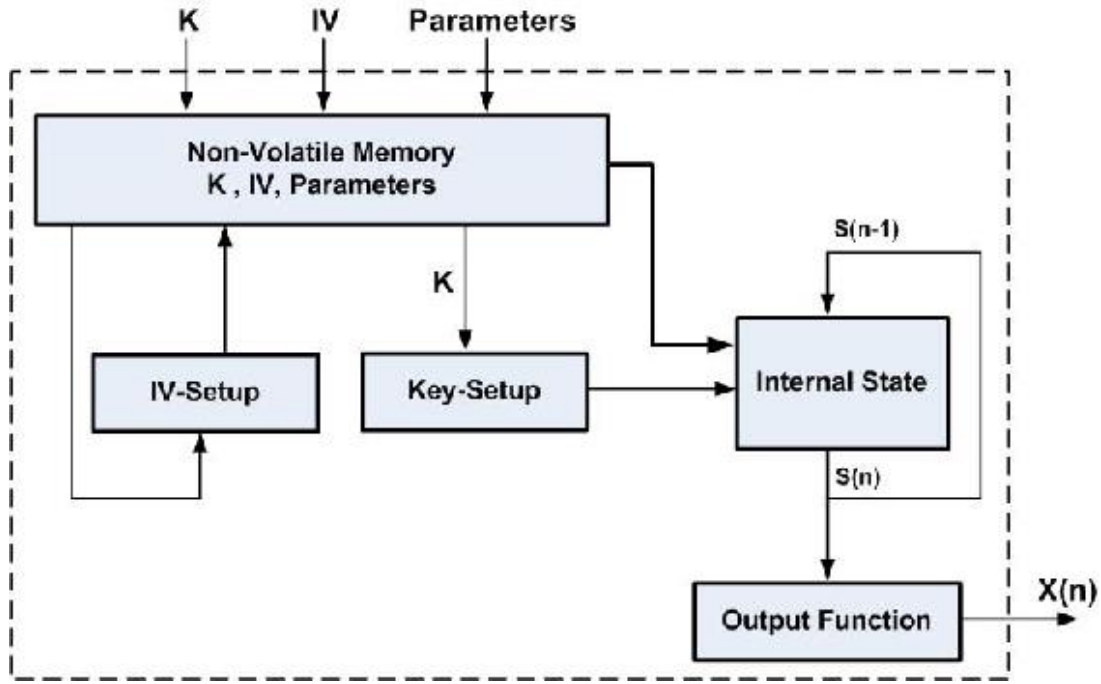 K IV Parameters
Non-Volatile Memory
K , IV, Parameters
S(n-1)
K
IV-Setup
Key-Setup
Internal State
S(n)
Output Function
X(n)